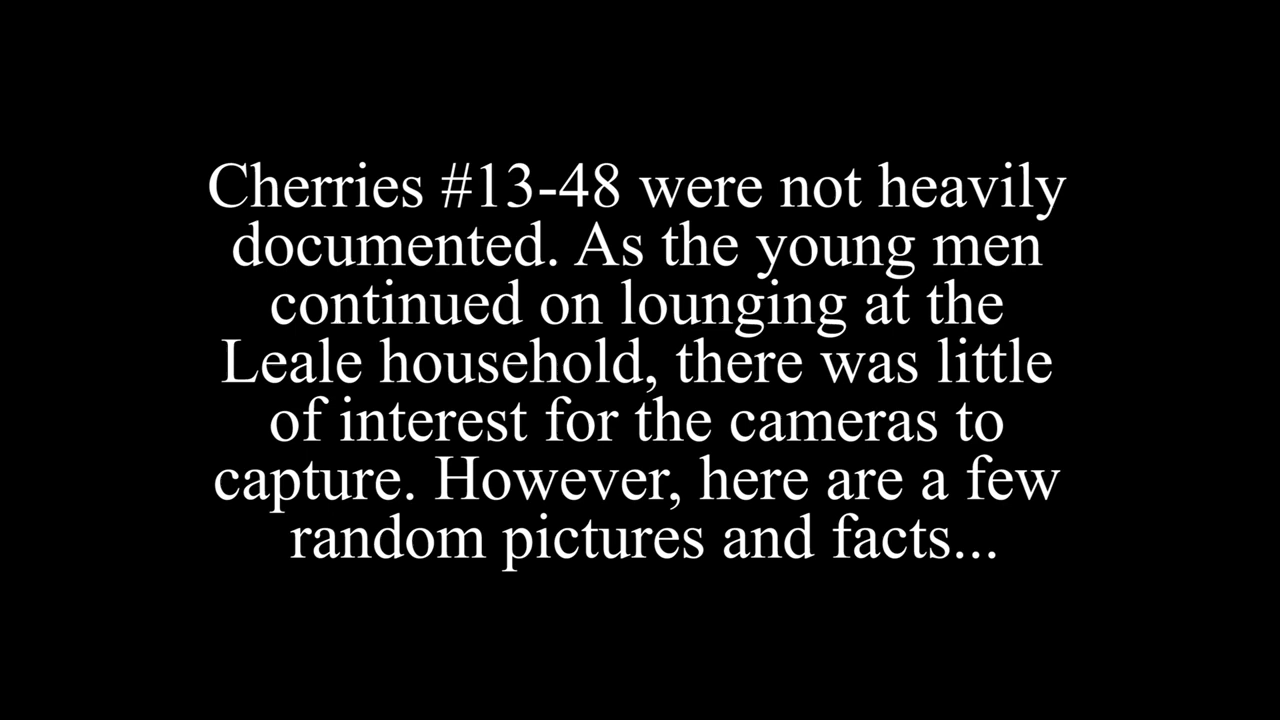 Cherries #13-48 were not heavily
documented. As the young men
continued on lounging at the
Leale household, there was little
of interest for the cameras to
capture. However, here are a few
random pictures and facts...